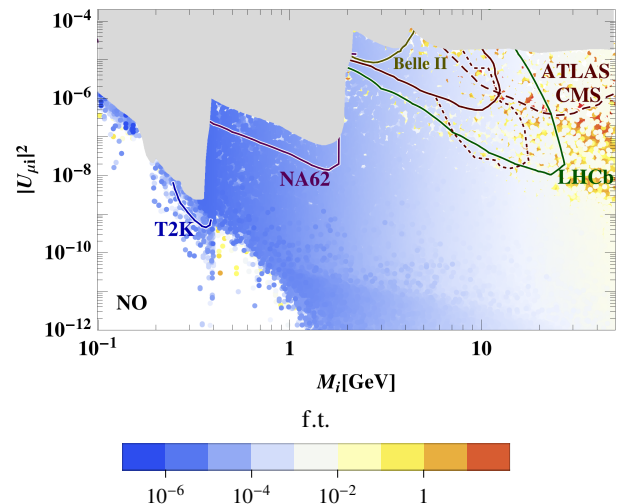 10⁻⁴
10⁻⁶
10⁻⁸
10⁻¹⁰
10⁻¹²
|U_μi|²
Belle II
ATLAS
CMS
NA62
LHCb
T2K
NO
10⁻¹ 1 10
M_i[GeV]
f.t.
10⁻⁶ 10⁻⁴ 10⁻² 1